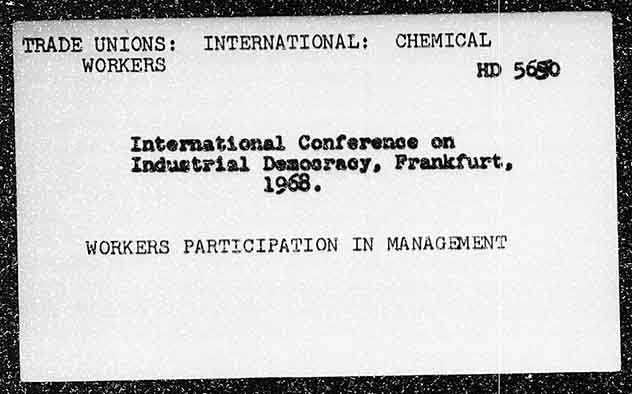 TRADE UNIONS: INTERNATIONAL: CHEMICAL
WORKERS
HD 5650
International Conference on
Industrial Democracy, Frankfurt,
1968.
WORKERS PARTICIPATION IN MANAGEMENT